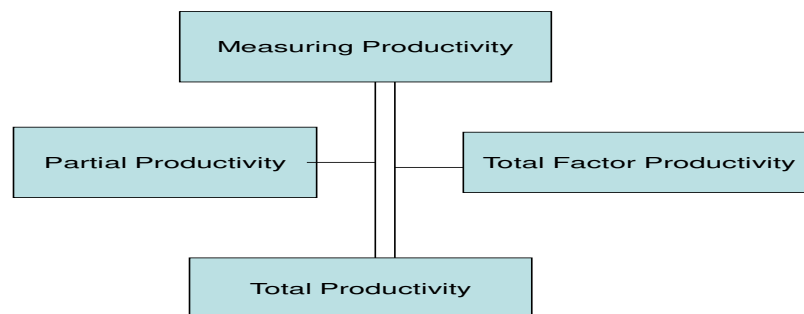 Measuring Productivity
Partial Productivity
Total Factor Productivity
Total Productivity